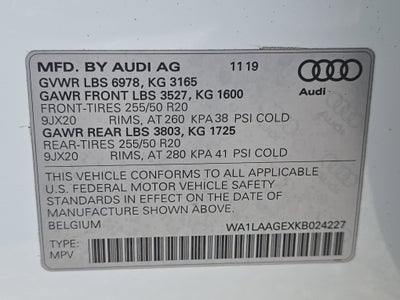 MFD. BY AUDI AG 11 19
GVWR LBS 6978, KG 3165
GAWR FRONT LBS 3527, KG 1600
FRONT-TIRES 255/50 R20
9JX20 RIMS, AT 260 KPA 38 PSI COLD
GAWR REAR LBS 3803, KG 1725
REAR-TIRES 255/50 R20
9JX20 RIMS, AT 280 KPA 41 PSI COLD
Audi
THIS VEHICLE CONFORMS TO ALL APPLICABLE
U.S. FEDERAL MOTOR VEHICLE SAFETY
STANDARDS IN EFFECT ON THE DATE OF
MANUFACTURE SHOWN ABOVE.
BELGIUM WA1LAAGEXKB024227
TYPE:
MPV